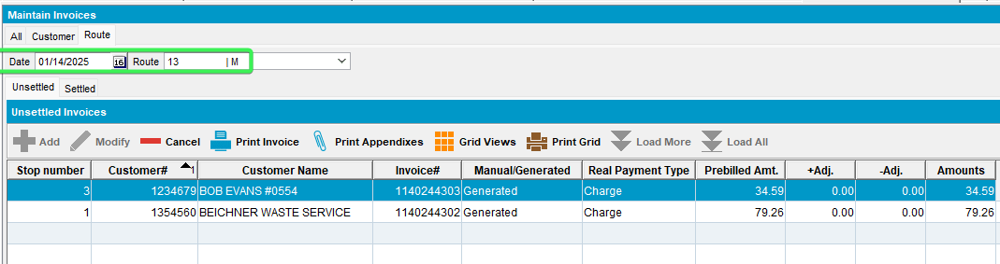 Maintain Invoices
All Customer Route
Date 01/14/2025 16 Route 13 | M
Unsettled Settled
Unsettled Invoices
Add Modify Cancel Print Invoice Print Appendixes Grid Views Print Grid Load More Load All
Stop number Customer# 1 Customer Name Invoice# Manual/Generated Real Payment Type Prebilled Amt. +Adj. -Adj. Amounts
3 1234679 BOB EVANS #0554 1140244303 Generated Charge 34.59 0.00 0.00 34.59
1 1354560 BEICHNER WASTE SERVICE 1140244302 Generated Charge 79.26 0.00 0.00 79.26